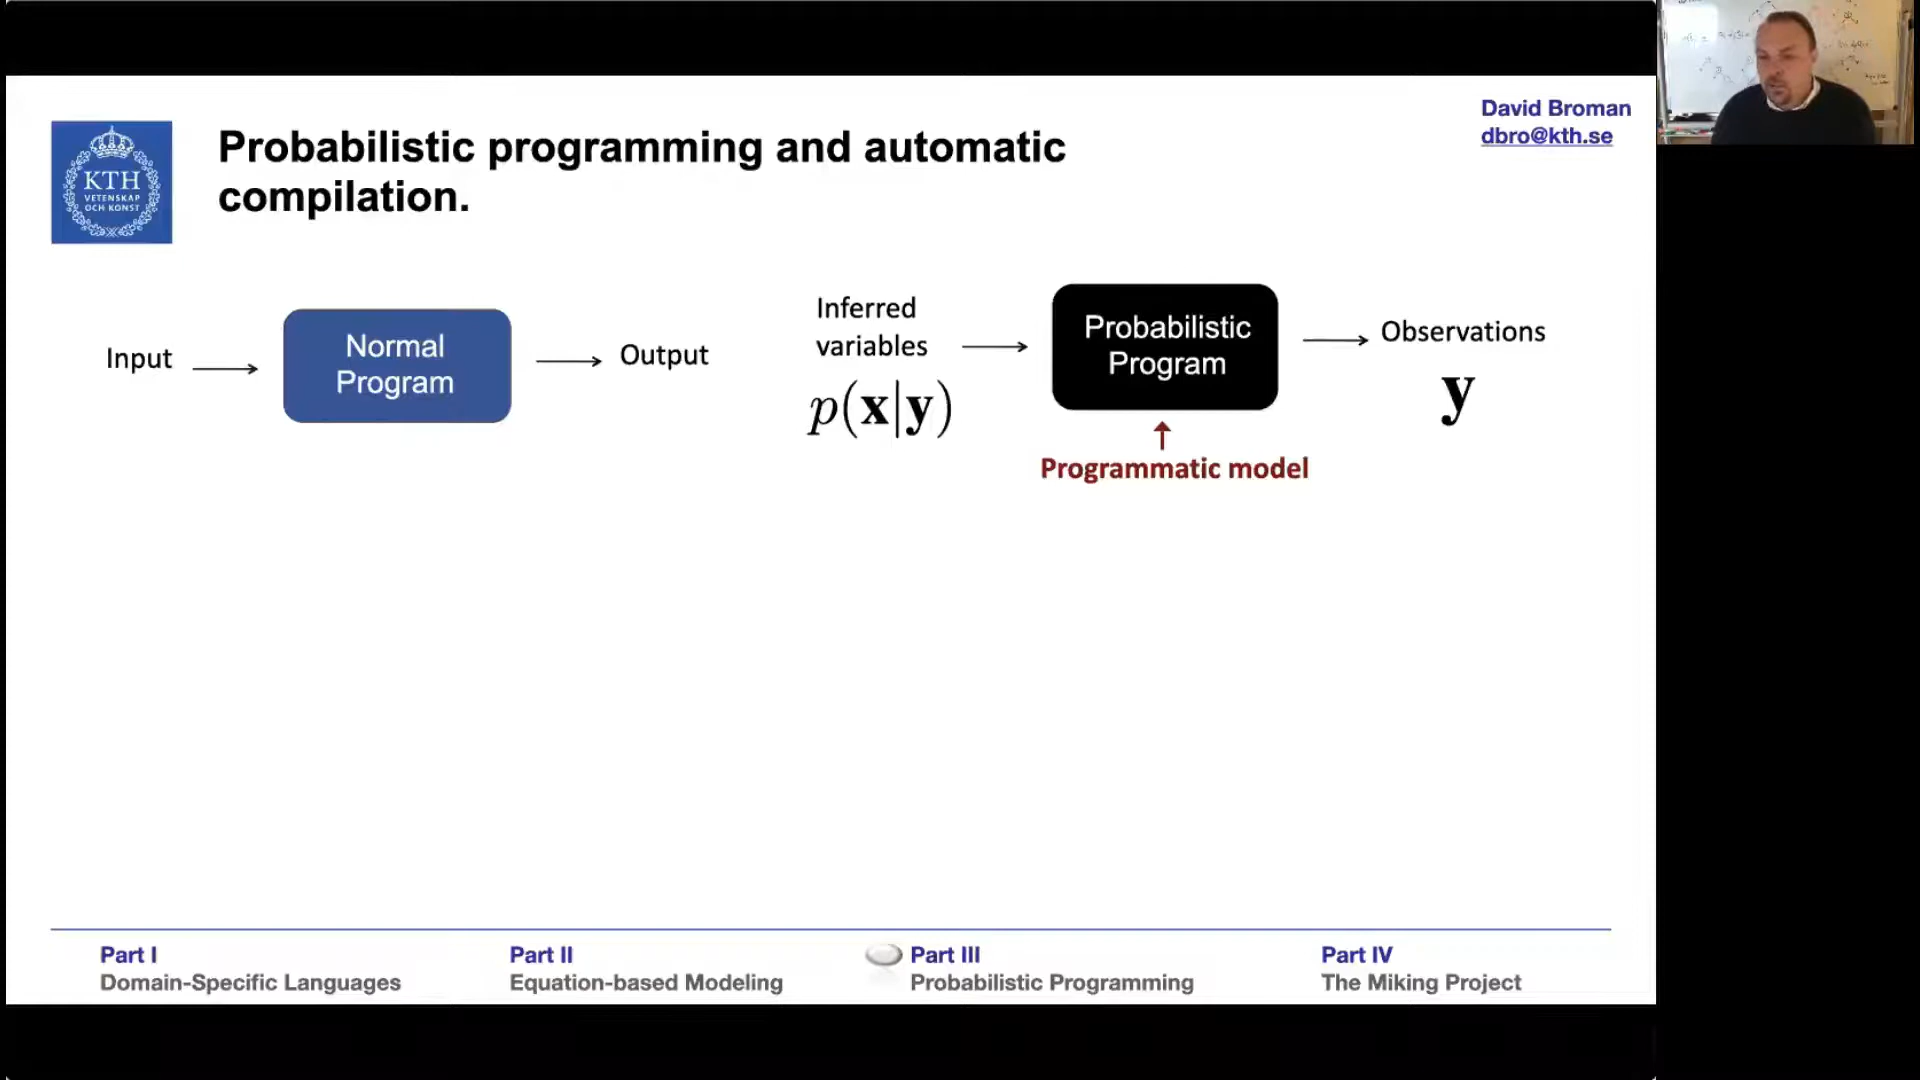 David Broman
dbro@kth.se
KTH
VETENSKAP
OCH KONST
Probabilistic programming and automatic
compilation.
Input
Normal
Program
Output
Inferred
variables
p(x|y)
Probabilistic
Program
Observations
y
Programmatic model
Part I
Domain-Specific Languages
Part II
Equation-based Modeling
Part III
Probabilistic Programming
Part IV
The Miking Project